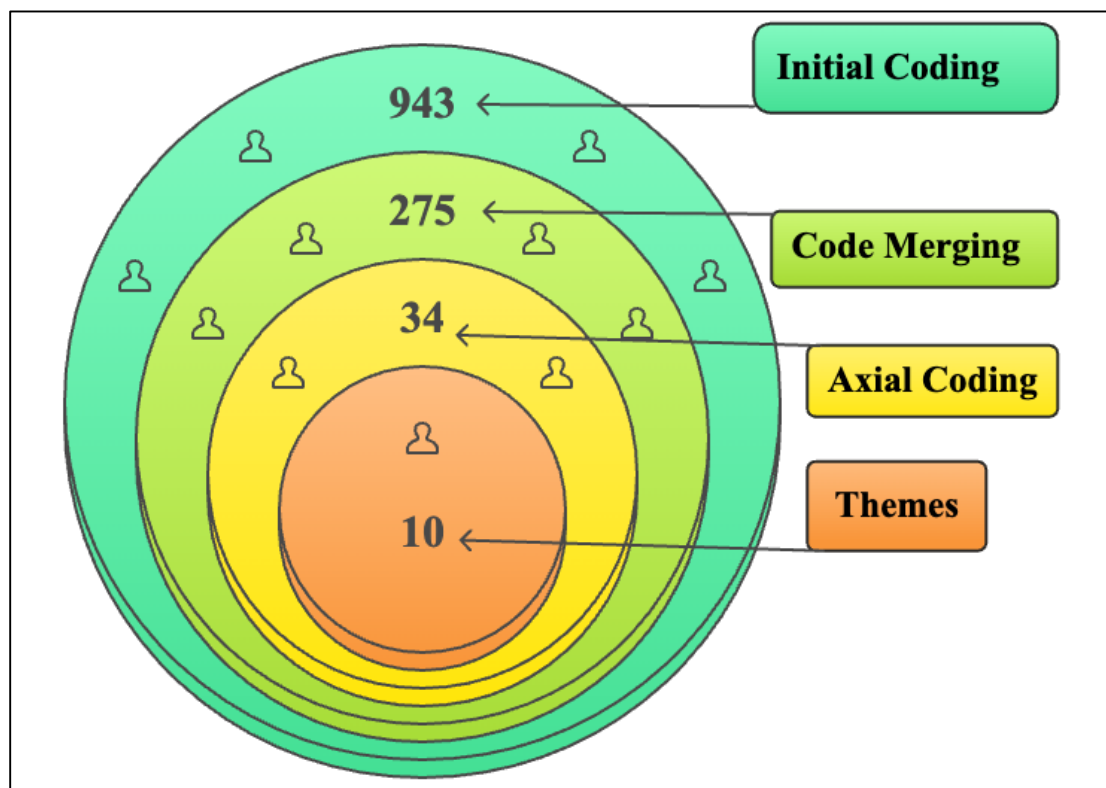 Initial Coding
943
275
Code Merging
34
Axial Coding
Themes
10